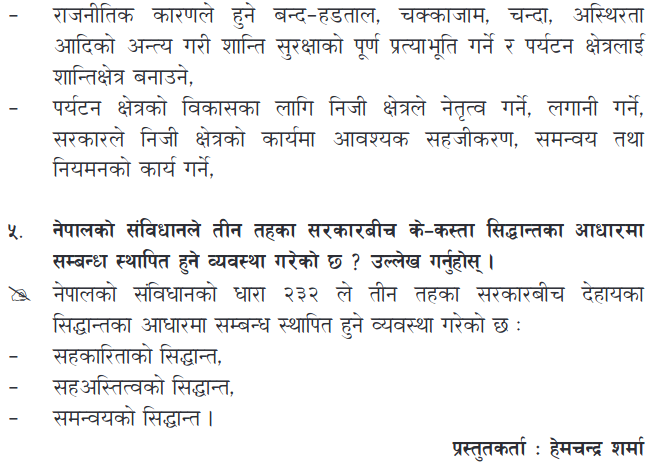 – राजनीतिक कारणले हुने बन्द-हडताल, चक्काजाम, चन्दा, अस्थिरता
आदिको अन्त्य गरी शान्ति सुरक्षाको पूर्ण प्रत्याभूति गर्ने र पर्यटन क्षेत्रलाई
शान्तिक्षेत्र बनाउने,
– पर्यटन क्षेत्रको विकासका लागि निजी क्षेत्रले नेतृत्व गर्ने, लगानी गर्ने,
सरकारले निजी क्षेत्रको कार्यमा आवश्यक सहजीकरण, समन्वय तथा
नियमनको कार्य गर्ने,
५. नेपालको संविधानले तीन तहका सरकारबीच के-कस्ता सिद्धान्तका आधारमा
सम्बन्ध स्थापित हुने व्यवस्था गरेको छ ? उल्लेख गर्नुहोस् ।
नेपालको संविधानको धारा २३२ ले तीन तहका सरकारबीच देहायका
सिद्धान्तका आधारमा सम्बन्ध स्थापित हुने व्यवस्था गरेको छ :
– सहकारिताको सिद्धान्त,
– सहअस्तित्वको सिद्धान्त,
– समन्वयको सिद्धान्त ।
प्रस्तुतकर्ता : हेमचन्द्र शर्मा